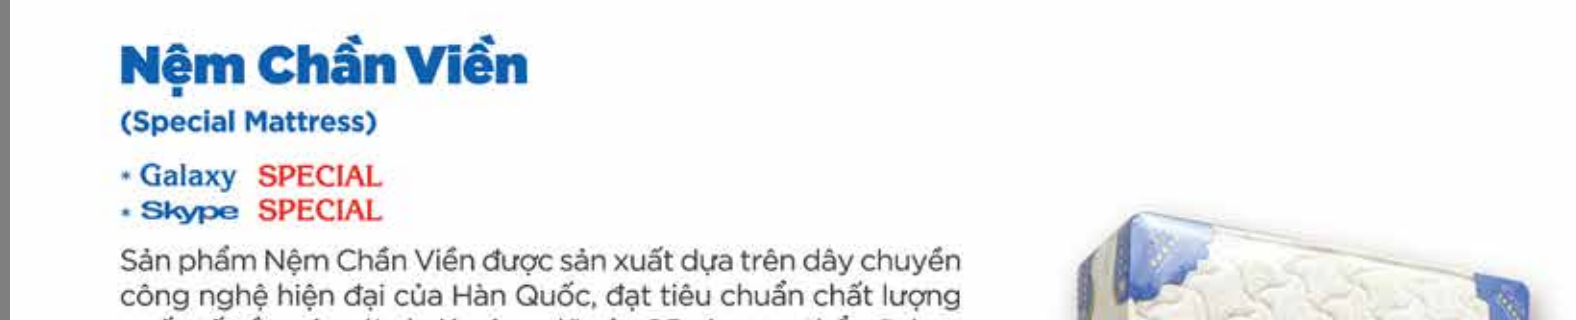 Nệm Chần Viền
(Special Mattress)
* Galaxy SPECIAL
* Skype SPECIAL
Sản phẩm Nệm Chần Viền được sản xuất dựa trên dây chuyền
công nghệ hiện đại của Hàn Quốc, đạt tiêu chuẩn chất lượng